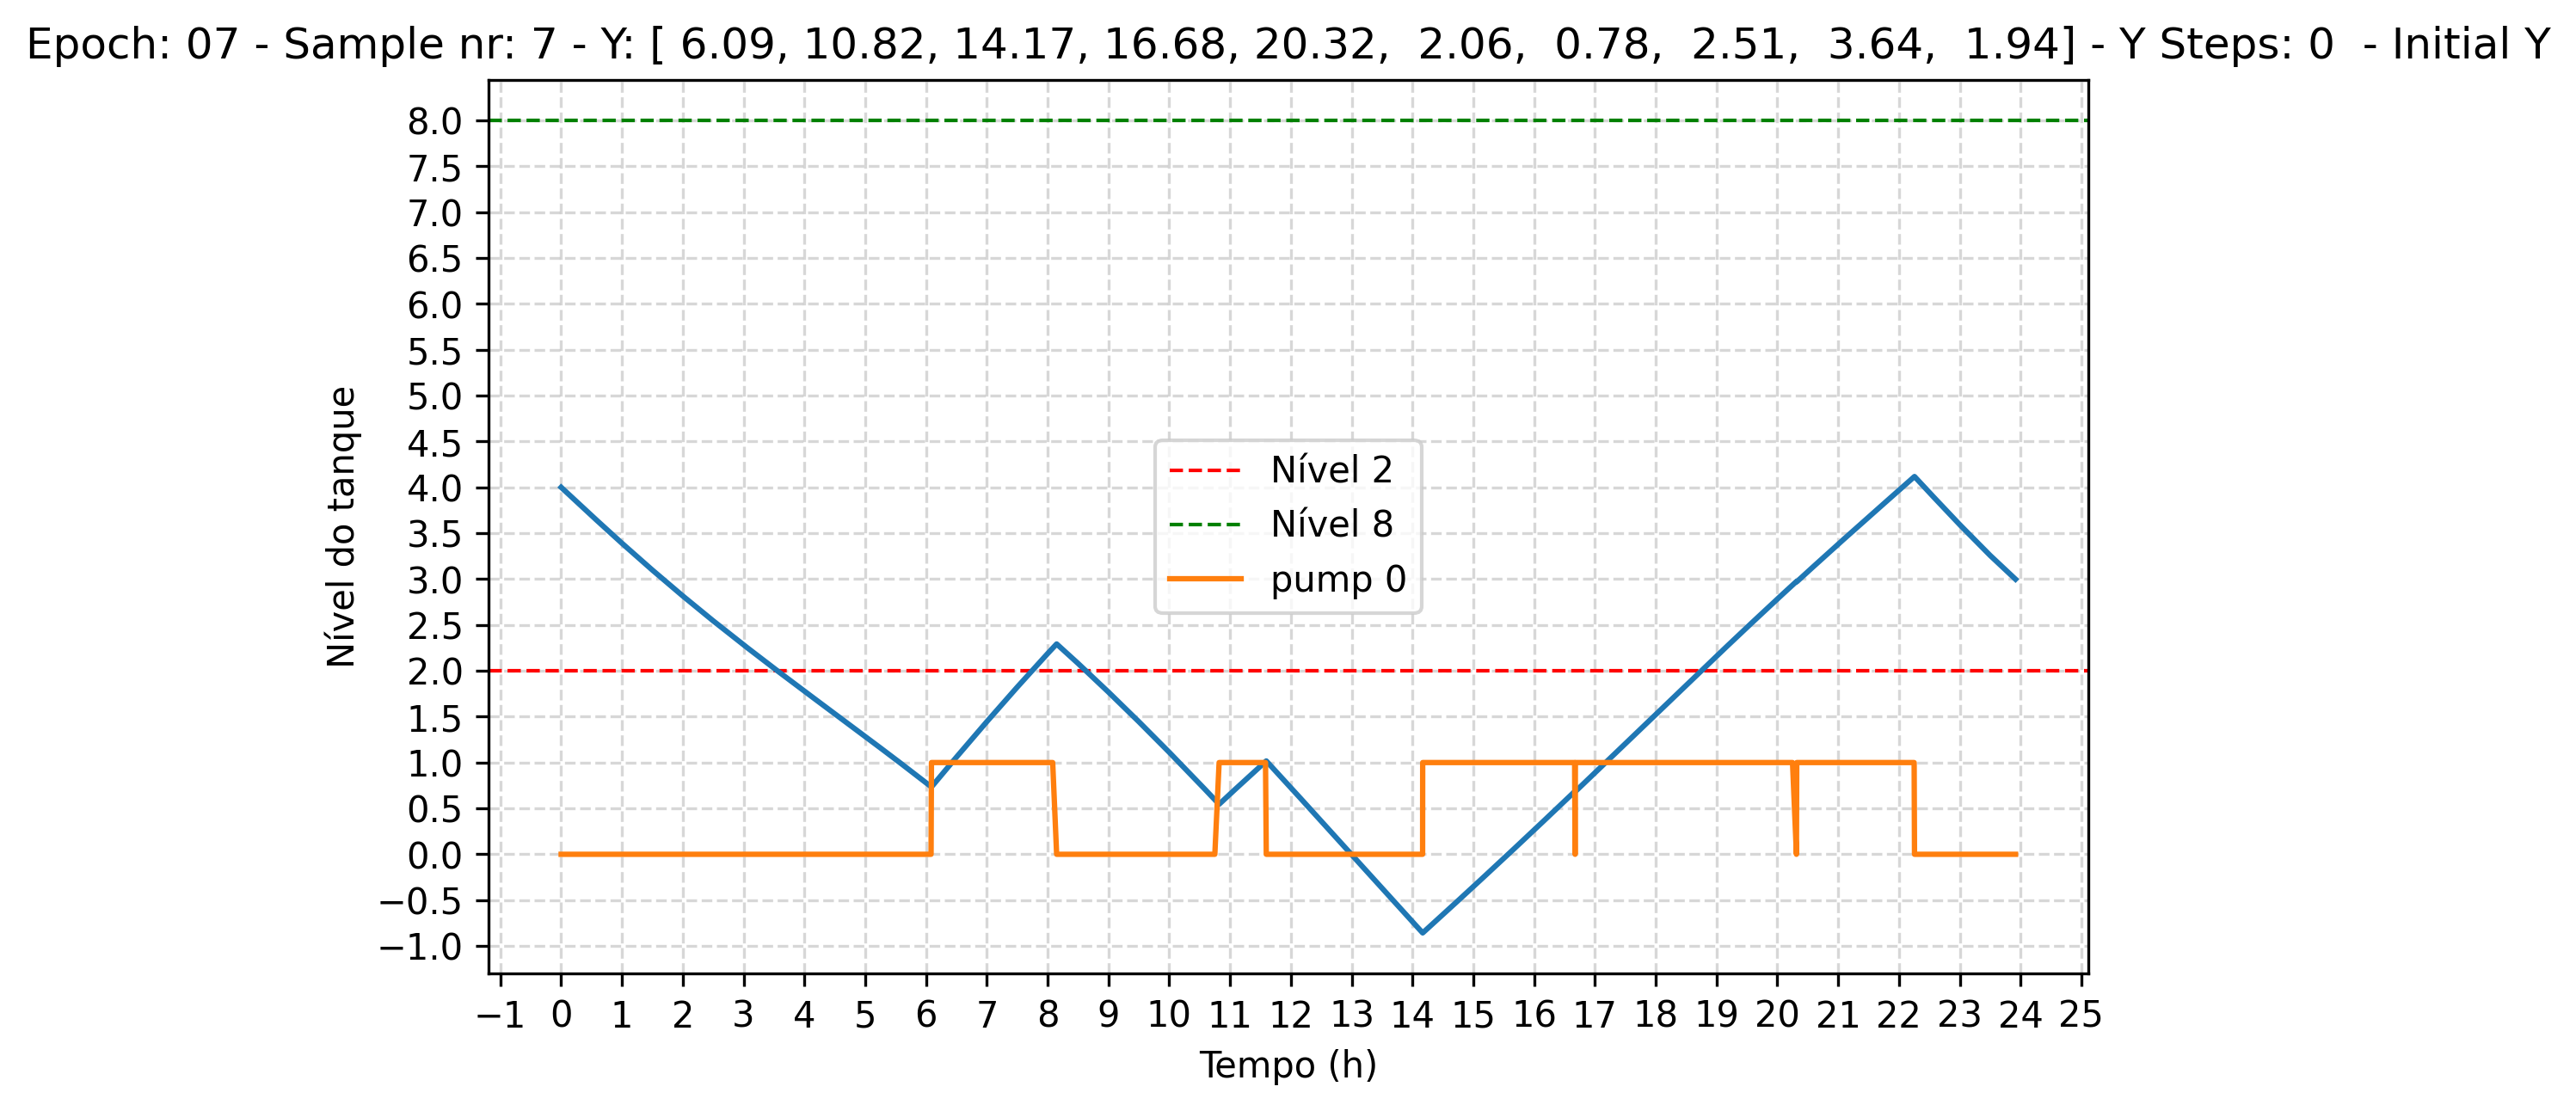 Epoch: 07 - Sample nr: 7 - Y: [ 6.09, 10.82, 14.17, 16.68, 20.32,  2.06,  0.78,  2.51,  3.64,  1.94] - Y Steps: 0  - Initial Y
8.0
7.5
7.0
6.5
6.0
5.5
5.0
4.5
4.0
3.5
3.0
2.5
2.0
1.5
1.0
0.5
0.0
−0.5
−1.0
Nível do tanque
Nível 2
Nível 8
pump 0
−1 0 1 2 3 4 5 6 7 8 9 10 11 12 13 14 15 16 17 18 19 20 21 22 23 24 25
Tempo (h)